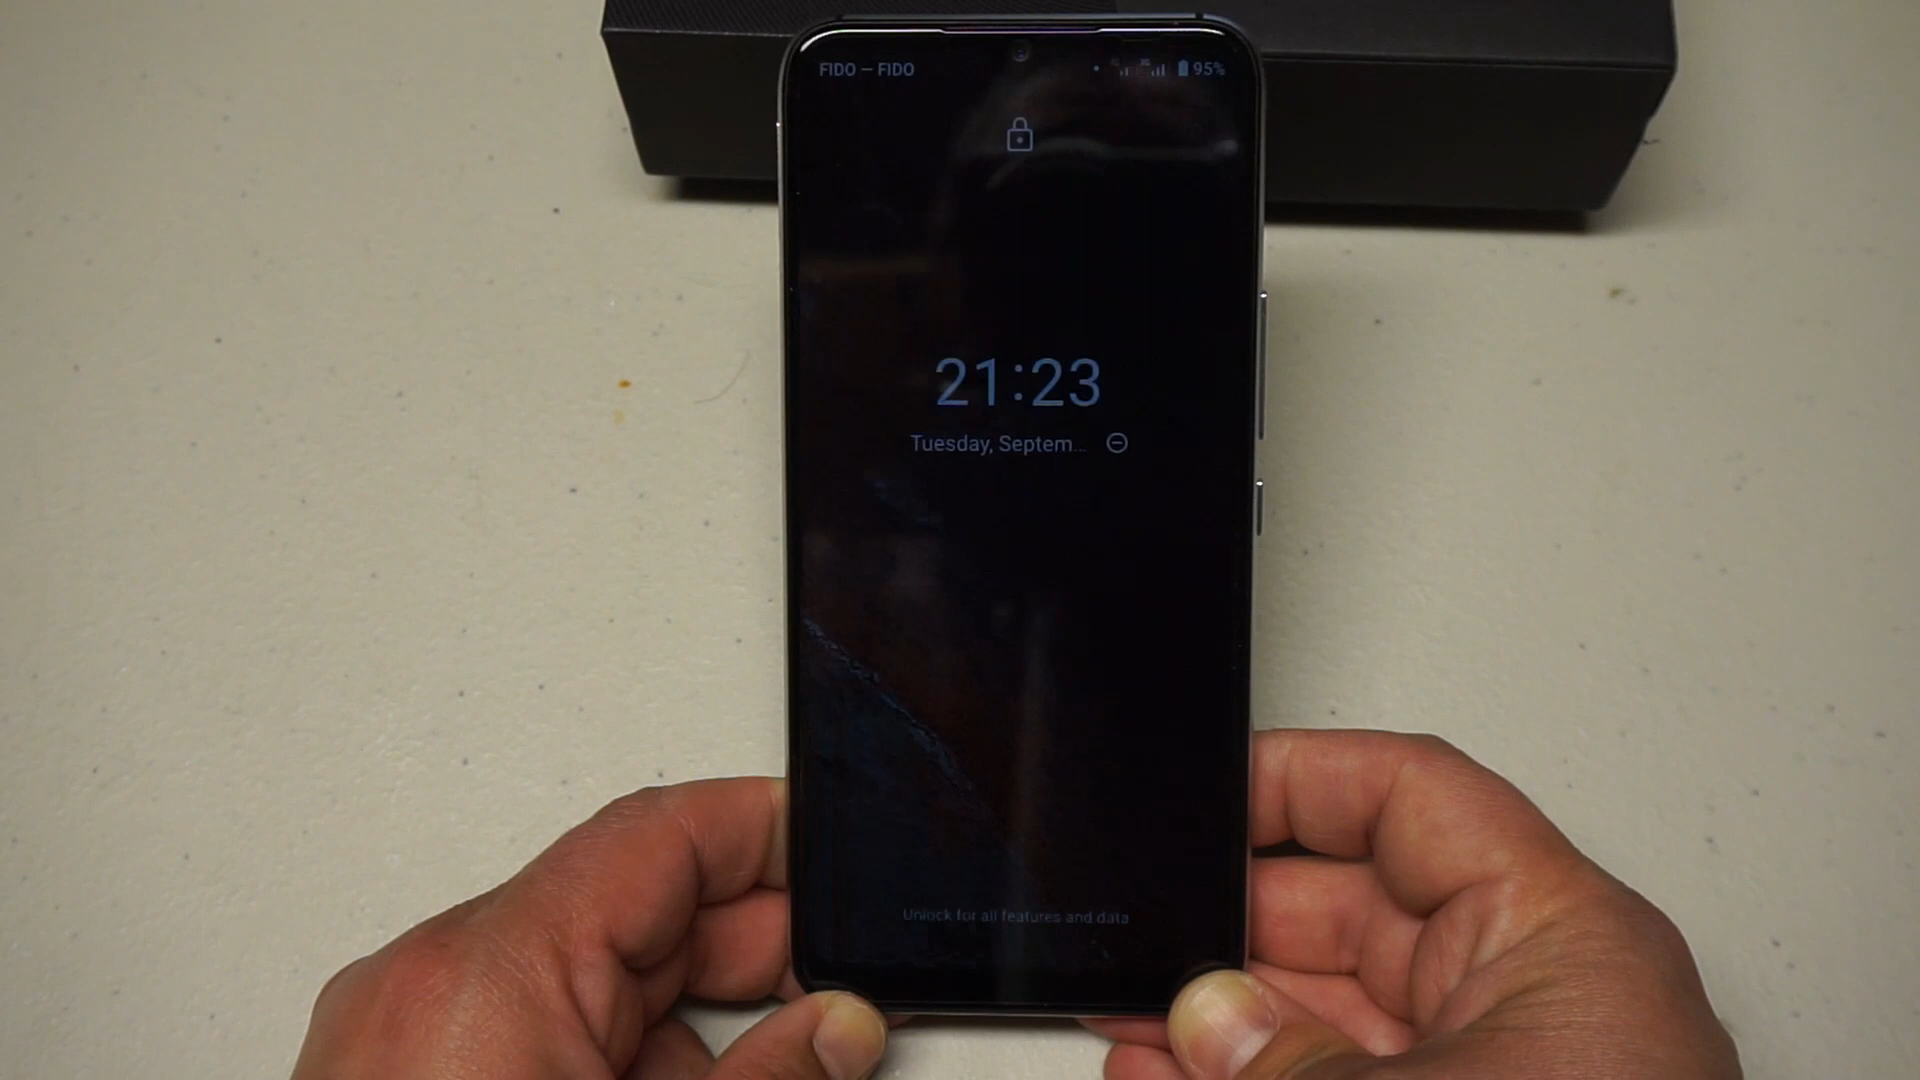 FIDO — FIDO
95%
21:23
Tuesday, Septem...
Unlock for all features and data